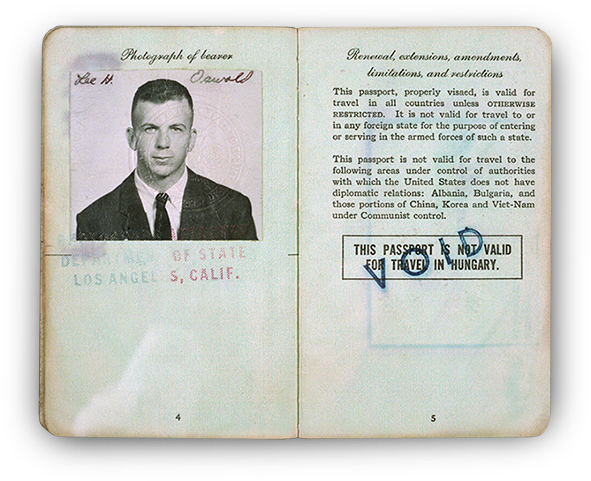 Photograph of bearer
Lee H. Oswald
DEPARTMENT OF STATE
LOS ANGELES, CALIF.
4
Renewal, extensions, amendments,
limitations, and restrictions
This passport, properly visaed, is valid for
travel in all countries unless OTHERWISE
RESTRICTED. It is not valid for travel to or
in any foreign state for the purpose of entering
or serving in the armed forces of such a state.
This passport is not valid for travel to the
following areas under control of authorities
with which the United States does not have
diplomatic relations: Albania, Bulgaria, and
those portions of China, Korea and Viet-Nam
under Communist control.
THIS PASSPORT IS NOT VALID
FOR TRAVEL IN HUNGARY.
VOID
5